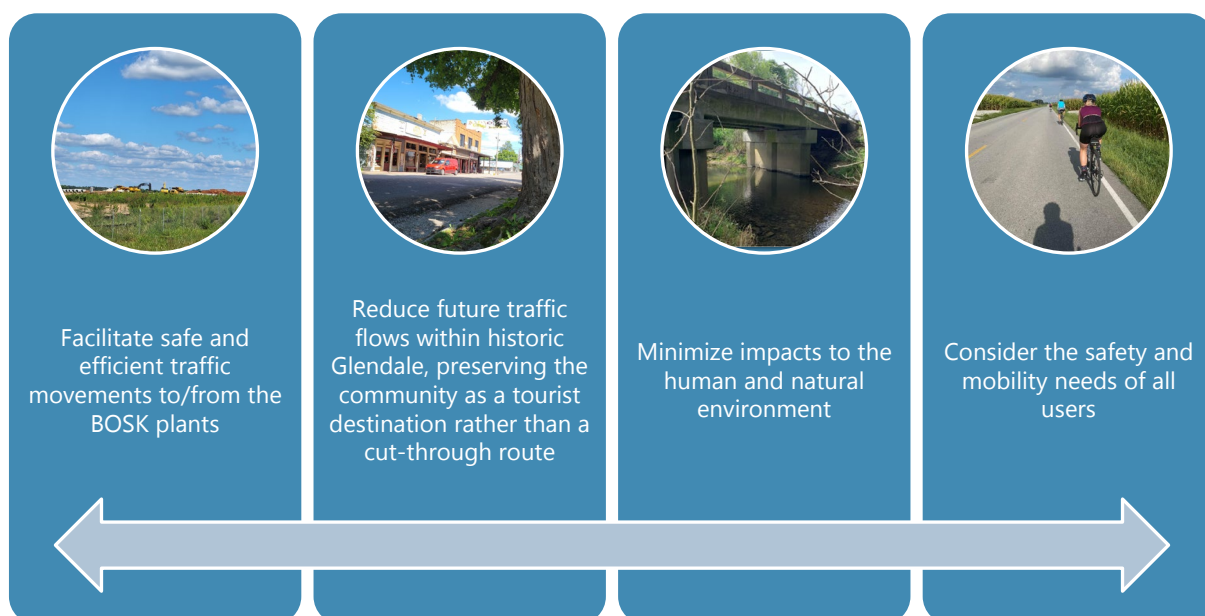 Facilitate safe and
efficient traffic
movements to/from the
BOSK plants
Reduce future traffic
flows within historic
Glendale, preserving the
community as a tourist
destination rather than a
cut-through route
Minimize impacts to the
human and natural
environment
Consider the safety and
mobility needs of all
users